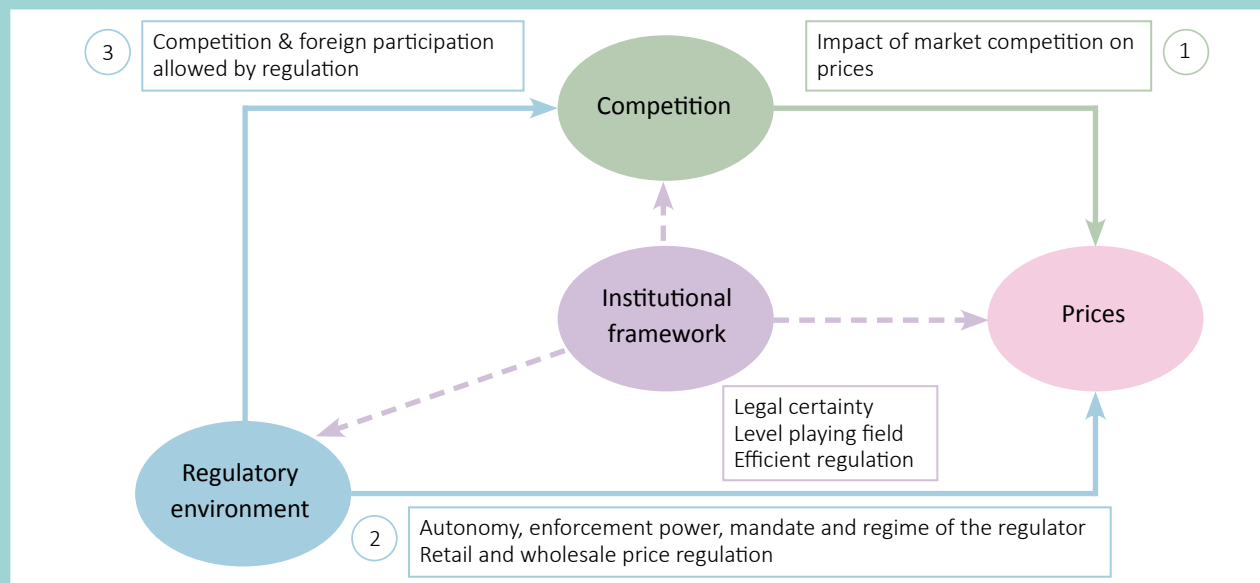 3
Competition & foreign participation
allowed by regulation
Impact of market competition on
prices
1
Competition
Institutional
framework
Prices
Legal certainty
Level playing field
Efficient regulation
Regulatory
environment
2
Autonomy, enforcement power, mandate and regime of the regulator
Retail and wholesale price regulation